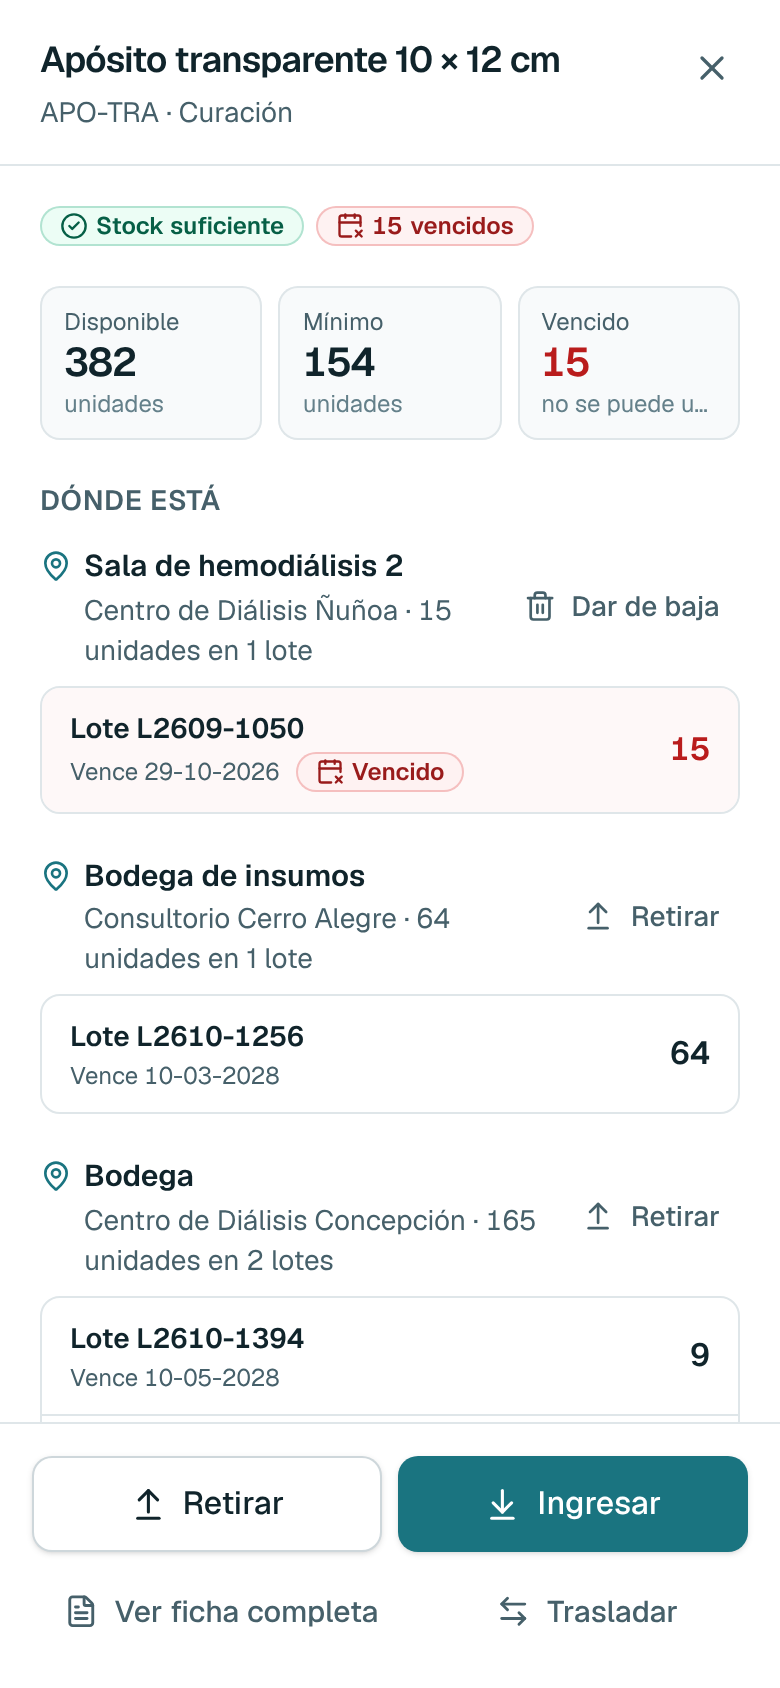 Apósito transparente 10 × 12 cm
APO-TRA · Curación
Stock suficiente
15 vencidos
Disponible
382
unidades
Mínimo
154
unidades
Vencido
15
no se puede u…
DÓNDE ESTÁ
Sala de hemodiálisis 2
Centro de Diálisis Ñuñoa · 15
unidades en 1 lote
Dar de baja
Lote L2609-1050
Vence 29-10-2026
Vencido
15
Bodega de insumos
Consultorio Cerro Alegre · 64
unidades en 1 lote
Retirar
Lote L2610-1256
Vence 10-03-2028
64
Bodega
Centro de Diálisis Concepción · 165
unidades en 2 lotes
Retirar
Lote L2610-1394
Vence 10-05-2028
9
Retirar
Ingresar
Ver ficha completa
Trasladar